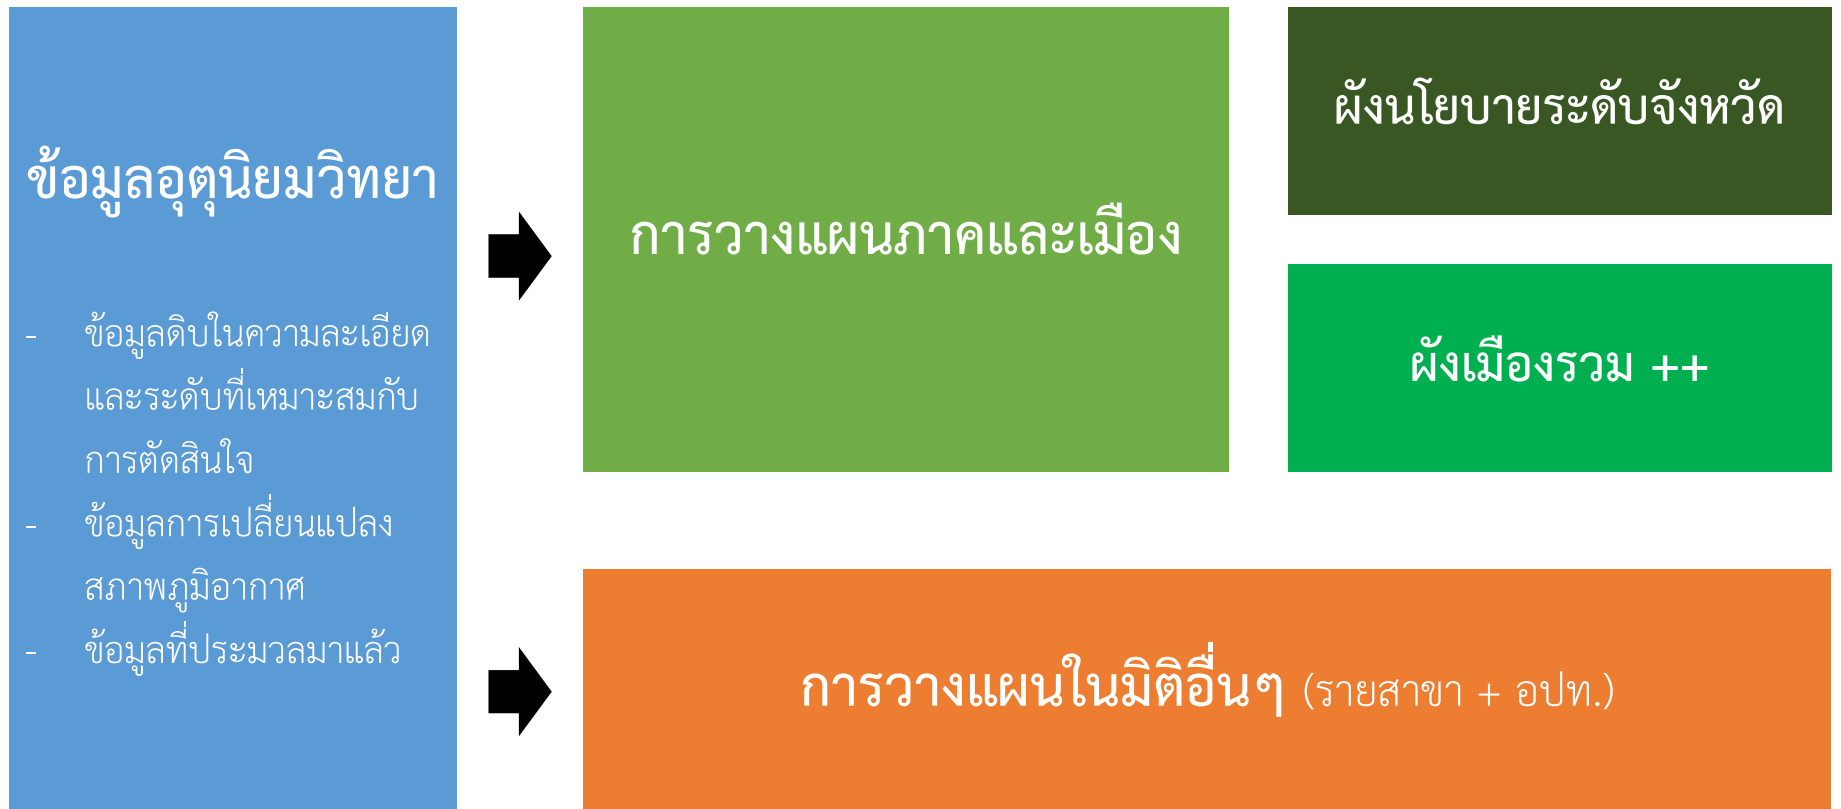 ข้อมูลอุตุนิยมวิทยา
- ข้อมูลดิบในความละเอียด
และระดับที่เหมาะสมกับ
การตัดสินใจ
- ข้อมูลการเปลี่ยนแปลง
สภาพภูมิอากาศ
- ข้อมูลที่ประมวลมาแล้ว
การวางแผนภาคและเมือง
ผังนโยบายระดับจังหวัด
ผังเมืองรวม ++
การวางแผนในมิติอื่นๆ (รายสาขา + อปท.)